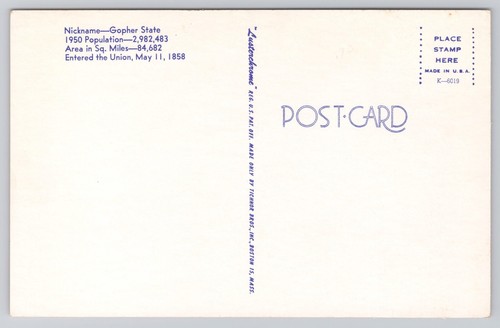 Nickname—Gopher State
1950 Population—2,982,483
Area in Sq. Miles—84,682
Entered the Union, May 11, 1858
"Lusterchrome" REG. U.S. PAT. OFF. MADE ONLY BY TICHNOR BROS., INC., BOSTON 15, MASS.
PLACE
STAMP
HERE
MADE IN U.S.A.
K—6019
POST·CARD